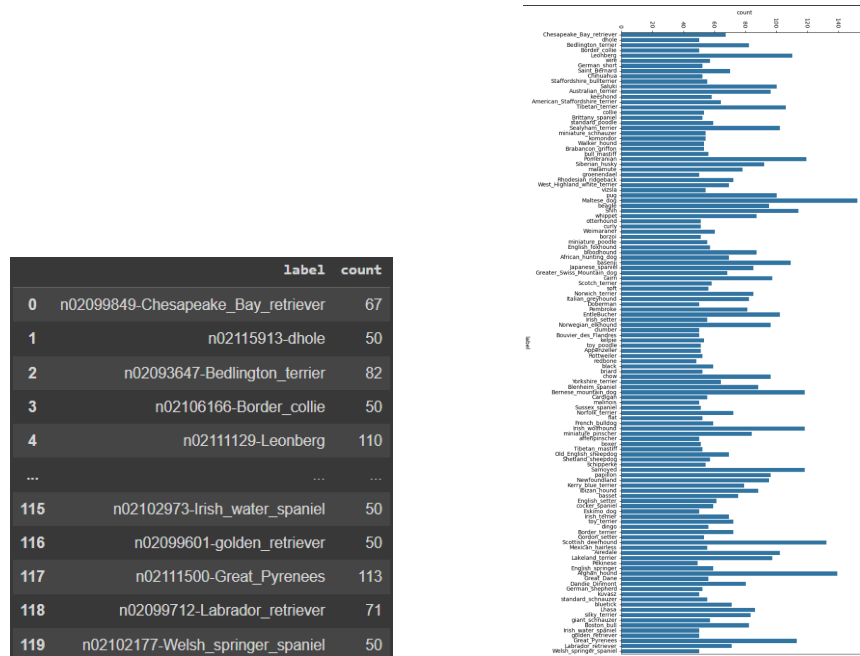 label count
0 n02099849-Chesapeake_Bay_retriever 67
1 n02115913-dhole 50
2 n02093647-Bedlington_terrier 82
3 n02106166-Border_collie 50
4 n02111129-Leonberg 110
... ... ...
115 n02102973-Irish_water_spaniel 50
116 n02099601-golden_retriever 50
117 n02111500-Great_Pyrenees 113
118 n02099712-Labrador_retriever 71
119 n02102177-Welsh_springer_spaniel 50
count
0 20 40 60 80 100 120 140
label
Chesapeake_Bay_retriever
dhole
Bedlington_terrier
Border_collie
Leonberg
wire
German_short
Saint_Bernard
Chihuahua
Staffordshire_bullterrier
Saluki
Australian_terrier
keeshond
American_Staffordshire_terrier
Tibetan_terrier
collie
Brittany_spaniel
standard_poodle
Sealyham_terrier
miniature_schnauzer
komondor
Walker_hound
Brabancon_griffon
bull_mastiff
Pomeranian
Siberian_husky
malamute
groenendael
Rhodesian_ridgeback
West_Highland_white_terrier
vizsla
pug
Maltese_dog
beagle
Shih
whippet
otterhound
curly
Weimaraner
borzoi
miniature_poodle
English_foxhound
bloodhound
African_hunting_dog
basenji
Japanese_spaniel
Greater_Swiss_Mountain_dog
cairn
Scotch_terrier
soft
Norwich_terrier
Italian_greyhound
Doberman
Pembroke
EntleBucher
Irish_setter
Norwegian_elkhound
clumber
Bouvier_des_Flandres
kelpie
toy_poodle
Appenzeller
Rottweiler
redbone
black
briard
chow
Yorkshire_terrier
Blenheim_spaniel
Bernese_mountain_dog
Cardigan
malinois
Sussex_spaniel
Norfolk_terrier
flat
French_bulldog
Irish_wolfhound
miniature_pinscher
affenpinscher
boxer
Tibetan_mastiff
Old_English_sheepdog
Shetland_sheepdog
schipperke
Samoyed
papillon
Newfoundland
Kerry_blue_terrier
Ibizan_hound
basset
English_setter
cocker_spaniel
Eskimo_dog
Irish_terrier
toy_terrier
dingo
Border_terrier
Gordon_setter
Scottish_deerhound
Mexican_hairless
Airedale
Lakeland_terrier
Pekinese
English_springer
Afghan_hound
Great_Dane
Dandie_Dinmont
German_shepherd
kuvasz
standard_schnauzer
bluetick
Lhasa
silky_terrier
giant_schnauzer
Boston_bull
Irish_water_spaniel
golden_retriever
Great_Pyrenees
Labrador_retriever
Welsh_springer_spaniel